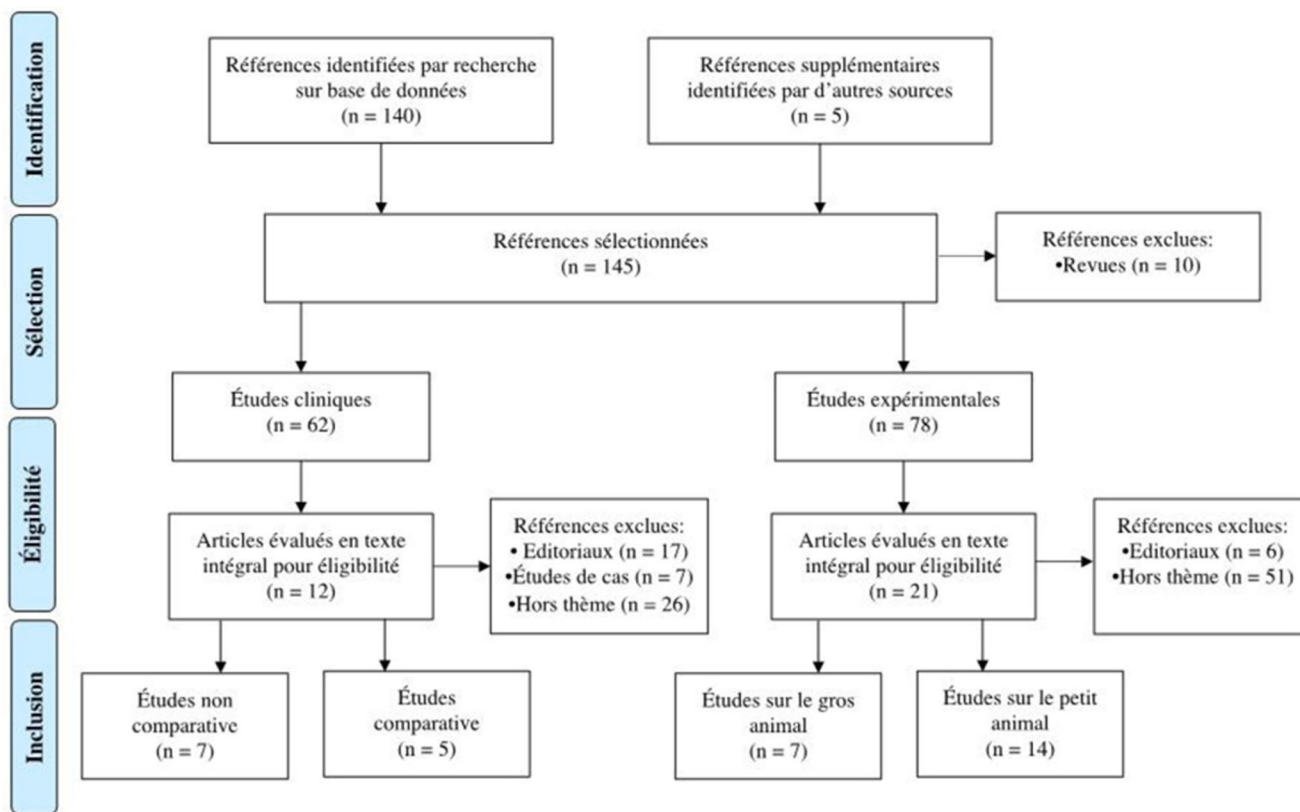 Identification
Références identifiées par recherche
sur base de données
(n = 140)
Références supplémentaires
identifiées par d'autres sources
(n = 5)
Sélection
Références sélectionnées
(n = 145)
Références exclues:
•Revues (n = 10)
Études cliniques
(n = 62)
Études expérimentales
(n = 78)
Éligibilité
Articles évalués en texte
intégral pour éligibilité
(n = 12)
Références exclues:
• Editoriaux (n = 17)
•Études de cas (n = 7)
•Hors thème (n = 26)
Articles évalués en texte
intégral pour éligibilité
(n = 21)
Références exclues:
•Editoriaux (n = 6)
•Hors thème (n = 51)
Inclusion
Études non
comparative
(n = 7)
Études
comparative
(n = 5)
Études sur le gros
animal
(n = 7)
Études sur le petit
animal
(n = 14)